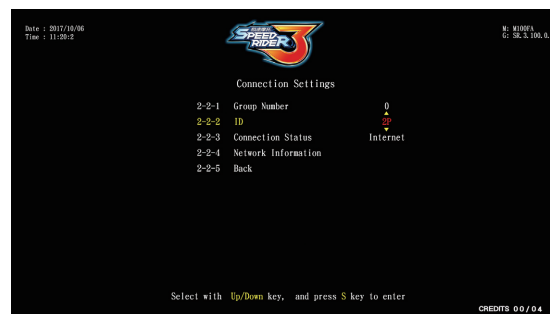 Date : 2017/10/06
Time : 11:20:2
SPEED
RIDER
3
M: M100FA
G: SR.3.100.0.
Connection Settings
2-2-1 Group Number 0
2-2-2 ID 2P
2-2-3 Connection Status Internet
2-2-4 Network Information
2-2-5 Back
Select with Up/Down key, and press S key to enter
CREDITS 00/04